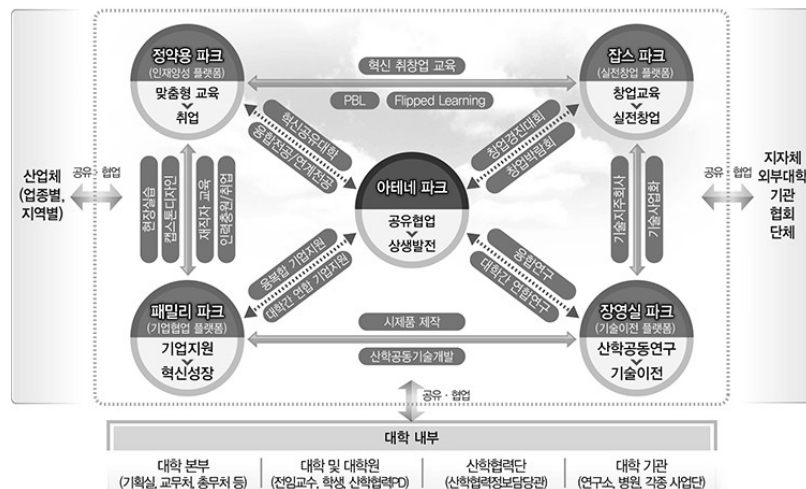 정약용 파크
(인재양성 플랫폼)
맞춤형 교육
취업
혁신 취창업 교육
PBL
Flipped Learning
잡스 파크
(실전창업 플랫폼)
창업교육
실전창업
혁신공유대학
융합전공/연계전공
창업경진대회
창업박람회
산업체
(업종별,
지역별)
공유 · 협업
현장실습
캡스톤디자인
재직자 교육
인력충원/취업
아테네 파크
공유협업
상생발전
기술지주회사
기술사업화
공유 · 협업
지자체
외부대학
기관
협회
단체
융복합 기업지원
대학간 연합 기업지원
융합연구
대학간 연합연구
패밀리 파크
(기업협업 플랫폼)
기업지원
혁신성장
시제품 제작
산학공동기술개발
장영실 파크
(기술이전 플랫폼)
산학공동연구
기술이전
공유 · 협업
대학 내부
대학 본부
(기획실, 교무처, 총무처 등)
대학 및 대학원
(전임교수, 학생, 산학협력PD)
산학협력단
(산학협력정보담당관)
대학 기관
(연구소, 병원, 각종 사업단)